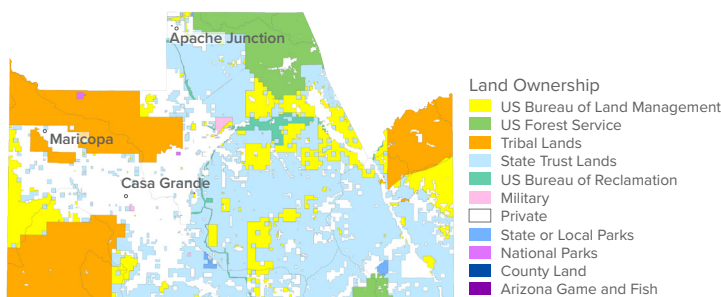 Apache Junction
Maricopa
Casa Grande
Land Ownership
US Bureau of Land Management
US Forest Service
Tribal Lands
State Trust Lands
US Bureau of Reclamation
Military
Private
State or Local Parks
National Parks
County Land
Arizona Game and Fish